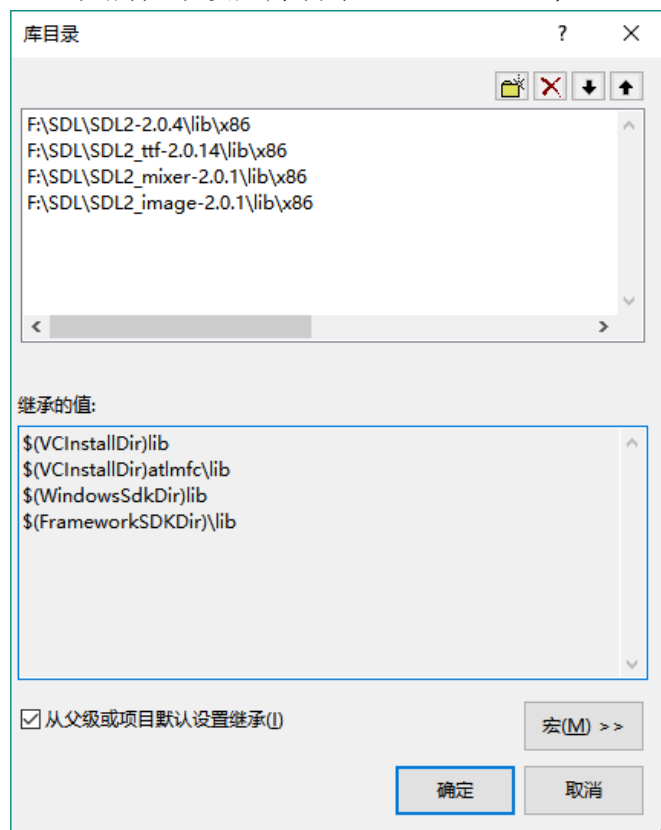 库目录
F:\SDL\SDL2-2.0.4\lib\x86
F:\SDL\SDL2_ttf-2.0.14\lib\x86
F:\SDL\SDL2_mixer-2.0.1\lib\x86
F:\SDL\SDL2_image-2.0.1\lib\x86
继承的值:
$(VCInstallDir)lib
$(VCInstallDir)atlmfc\lib
$(WindowsSdkDir)lib
$(FrameworkSDKDir)\lib
从父级或项目默认设置继承(I)
宏(M) >>
确定 取消